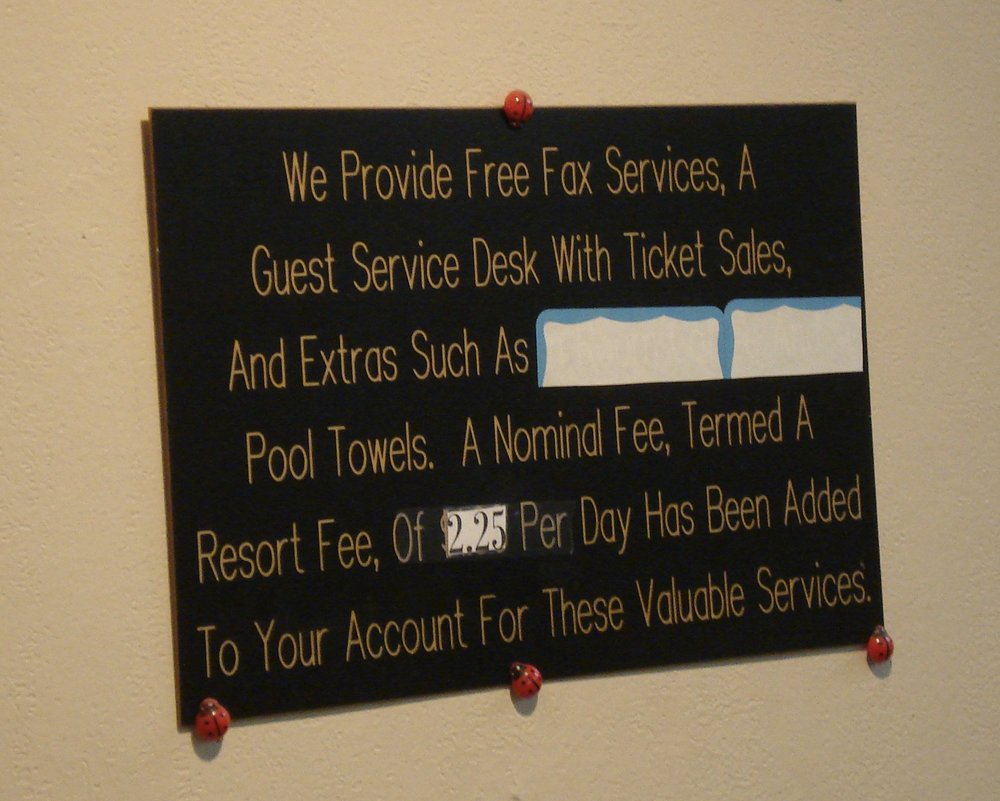 We Provide Free Fax Services, A
Guest Service Desk With Ticket Sales,
And Extras Such As
Pool Towels. A Nominal Fee, Termed A
Resort Fee, Of $2.25 Per Day Has Been Added
To Your Account For These Valuable Services.